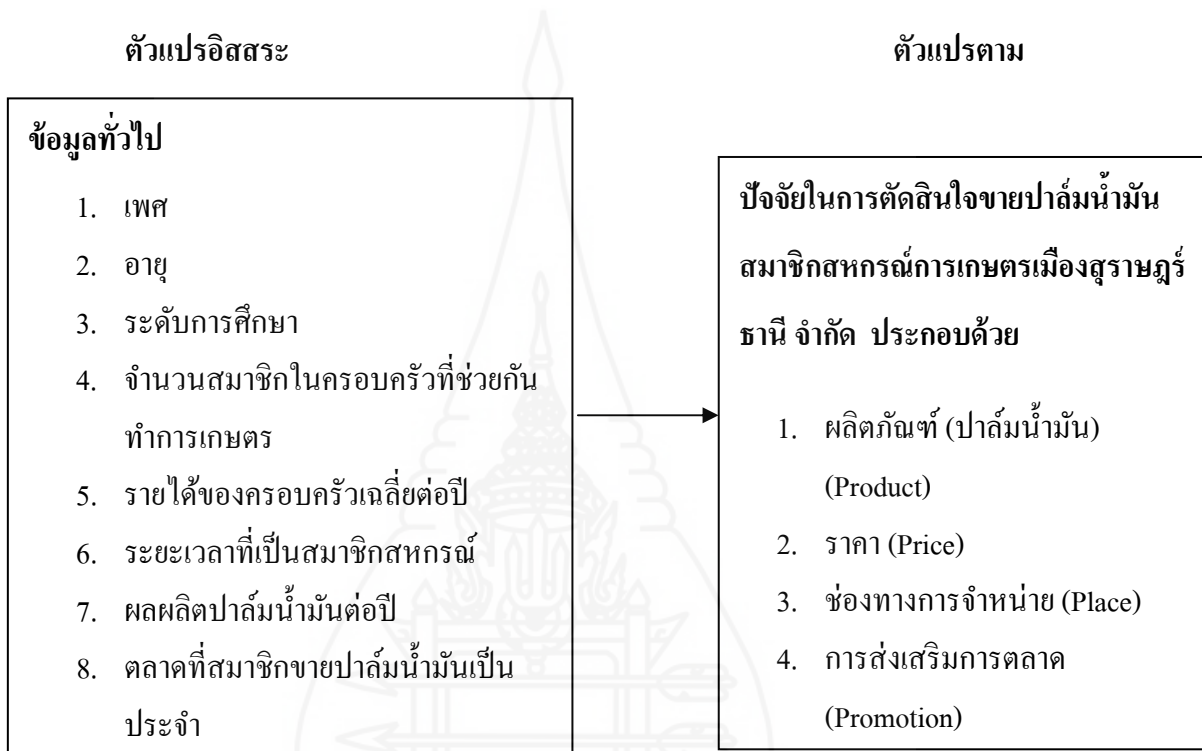 ตัวแปรอิสสระ
ข้อมูลทั่วไป
1. เพศ
2. อายุ
3. ระดับการศึกษา
4. จำนวนสมาชิกในครอบครัวที่ช่วยกัน
ทำการเกษตร
5. รายได้ของครอบครัวเฉลี่ยต่อปี
6. ระยะเวลาที่เป็นสมาชิกสหกรณ์
7. ผลผลิตปาล์มน้ำมันต่อปี
8. ตลาดที่สมาชิกขายปาล์มน้ำมันเป็น
ประจำ
ตัวแปรตาม
ปัจจัยในการตัดสินใจขายปาล์มน้ำมัน
สมาชิกสหกรณ์การเกษตรเมืองสุราษฎร์
ธานี จำกัด ประกอบด้วย
1. ผลิตภัณฑ์ (ปาล์มน้ำมัน)
(Product)
2. ราคา (Price)
3. ช่องทางการจำหน่าย (Place)
4. การส่งเสริมการตลาด
(Promotion)